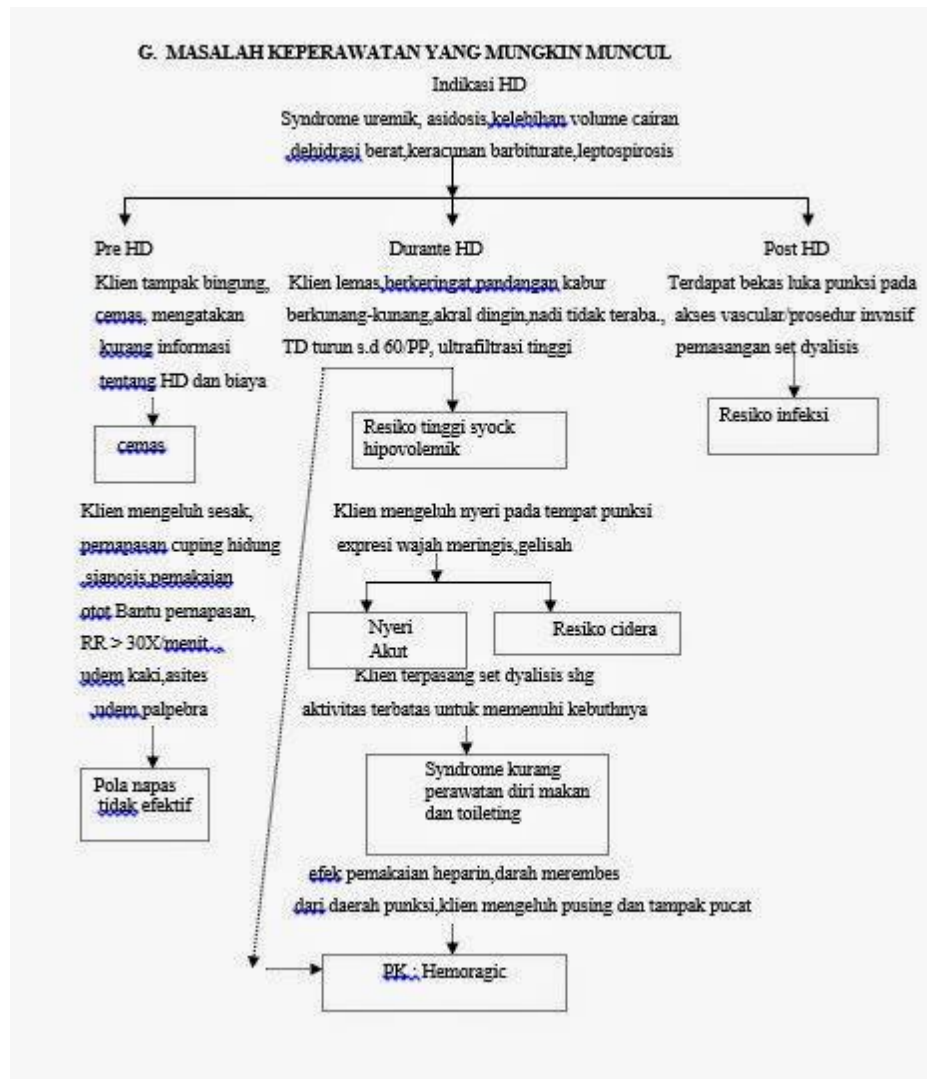 G. MASALAH KEPERAWATAN YANG MUNGKIN MUNCUL
Indikasi HD
Syndrome uremik, asidosis,kelebihan volume cairan
,dehidrasi berat,keracunan barbiturate,leptospirosis
Pre HD
Klien tampak bingung,
cemas, mengatakan
kurang informasi
tentang HD dan biaya
cemas
Klien mengeluh sesak,
pernapasan cuping hidung
,sianosis,pemakaian
otot Bantu pernapasan,
RR > 30X/menit.,
udem kaki,asites
,udem palpebra
Pola napas
tidak efektif
Durante HD
Klien lemas,berkeringat,pandangan kabur
berkunang-kunang,akral dingin,nadi tidak teraba.,
TD turun s.d 60/PP, ultrafiltrasi tinggi
Resiko tinggi syock
hipovolemik
Klien mengeluh nyeri pada tempat punksi
expresi wajah meringis,gelisah
Nyeri
Akut
Resiko cidera
Klien terpasang set dyalisis shg
aktivitas terbatas untuk memenuhi kebuthnya
Syndrome kurang
perawatan diri makan
dan toileting
efek pemakaian heparin,darah merembes
dari daerah punksi,klien mengeluh pusing dan tampak pucat
PK : Hemoragic
Post HD
Terdapat bekas luka punksi pada
akses vascular/prosedur invnsif
pemasangan set dyalisis
Resiko infeksi